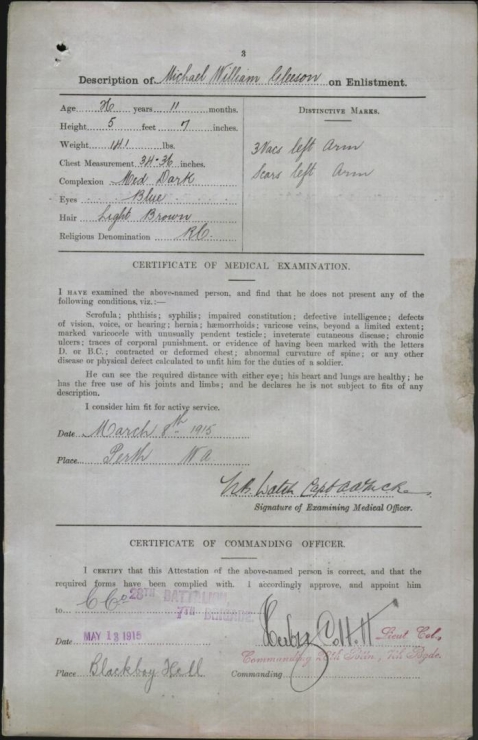 3
Description of Michael William Gleeson on Enlistment.
Age years 11 months.
Height 5 feet 7 inches.
Weight 141 lbs.
Chest Measurement 34-36 inches.
Complexion Med Dark
Eyes Blue
Hair Light Brown
Religious Denomination R.C.
Distinctive Marks.
3 Vacs left Arm
Scars left Arm
CERTIFICATE OF MEDICAL EXAMINATION.
I HAVE examined the above-named person, and find that he does not present any of the
following conditions, viz.:—
Scrofula; phthisis; syphilis; impaired constitution; defective intelligence; defects
of vision, voice, or hearing; hernia; hæmorrhoids; varicose veins, beyond a limited extent;
marked varicocele with unusually pendent testicle; inveterate cutaneous disease; chronic
ulcers; traces of corporal punishment, or evidence of having been marked with the letters
D. or B.C.; contracted or deformed chest; abnormal curvature of spine; or any other
disease or physical defect calculated to unfit him for the duties of a soldier.
He can see the required distance with either eye; his heart and lungs are healthy; he
has the free use of his joints and limbs; and he declares he is not subject to fits of any
description.
I consider him fit for active service.
Date March 8th 1915
Place Perth WA
Capt
Signature of Examining Medical Officer.
CERTIFICATE OF COMMANDING OFFICER.
I CERTIFY that this Attestation of the above-named person is correct, and that the
required forms have been complied with. I accordingly approve, and appoint him
to C Co 28TH BATTALION
7TH BRIGADE.
Date MAY 13 1915
Lieut Col,
Place Blackboy Hall Commanding 28th Battn, 7th Bgde.